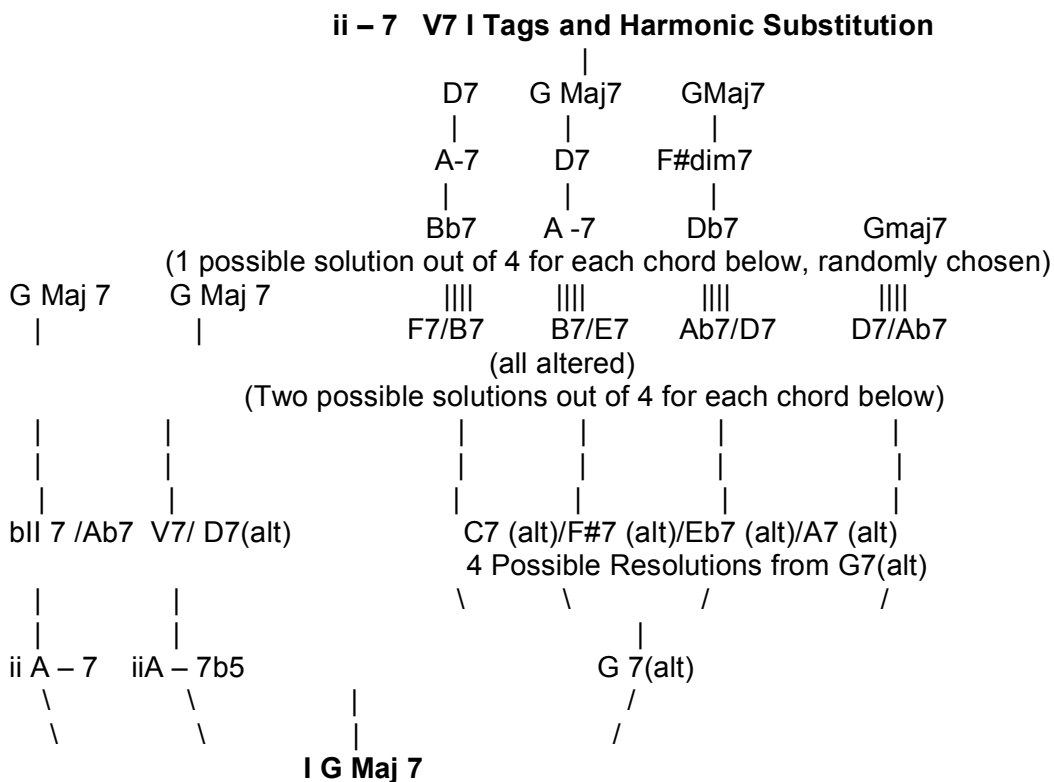 ii – 7 V7 I Tags and Harmonic Substitution
|
D7 G Maj7 GMaj7
| | |
A-7 D7 F#dim7
| | |
Bb7 A -7 Db7 Gmaj7
(1 possible solution out of 4 for each chord below, randomly chosen)
G Maj 7 G Maj 7 |||| |||| |||| ||||
| | F7/B7 B7/E7 Ab7/D7 D7/Ab7
(all altered)
(Two possible solutions out of 4 for each chord below)
| | | | | |
| | | | | |
| | | | | |
bII 7 /Ab7 V7/ D7(alt) C7 (alt)/F#7 (alt)/Eb7 (alt)/A7 (alt)
4 Possible Resolutions from G7(alt)
| | \ \ / /
| | |
ii A – 7 iiA – 7b5 G 7(alt)
\ \ | /
\ \ | /
I G Maj 7